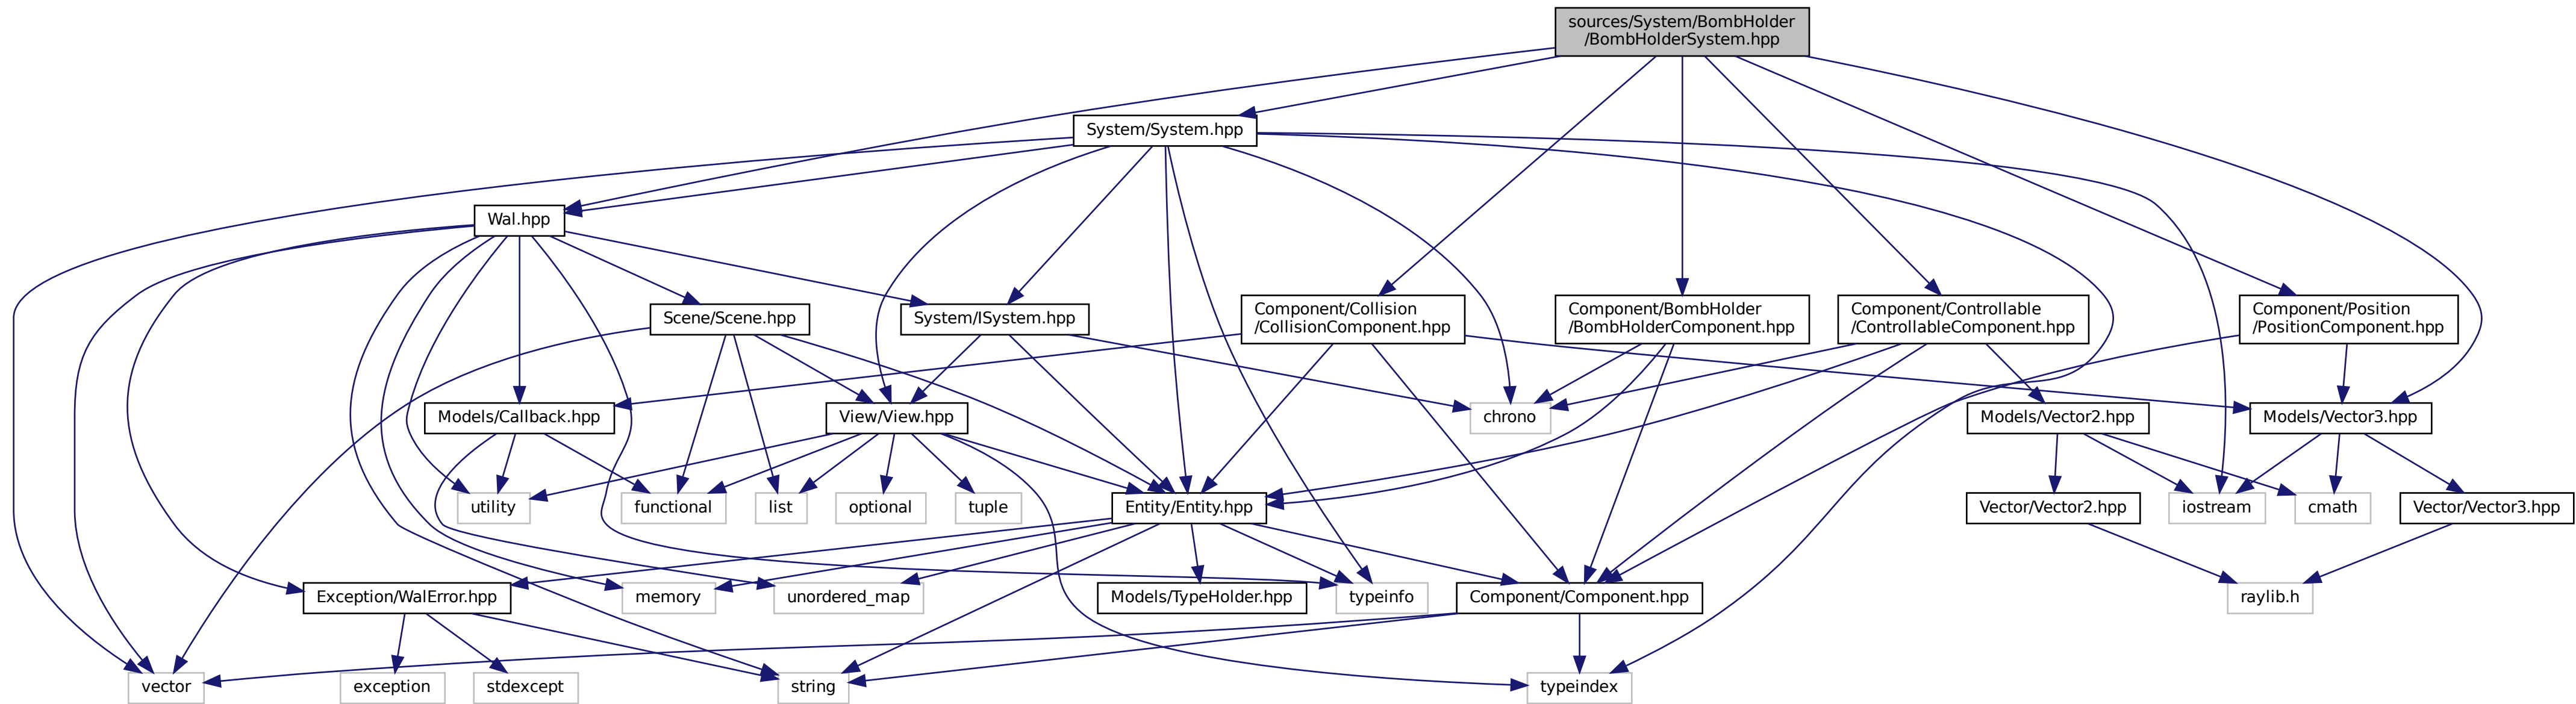 sources/System/BombHolder
/BombHolderSystem.hpp
System/System.hpp
Wal.hpp
Scene/Scene.hpp
System/ISystem.hpp
Component/Collision
/CollisionComponent.hpp
Component/BombHolder
/BombHolderComponent.hpp
Component/Controllable
/ControllableComponent.hpp
Component/Position
/PositionComponent.hpp
Models/Callback.hpp
View/View.hpp
chrono
Models/Vector2.hpp
Models/Vector3.hpp
utility
functional
list
optional
tuple
Entity/Entity.hpp
Vector/Vector2.hpp
iostream
cmath
Vector/Vector3.hpp
Exception/WalError.hpp
memory
unordered_map
Models/TypeHolder.hpp
typeinfo
Component/Component.hpp
raylib.h
vector
exception
stdexcept
string
typeindex